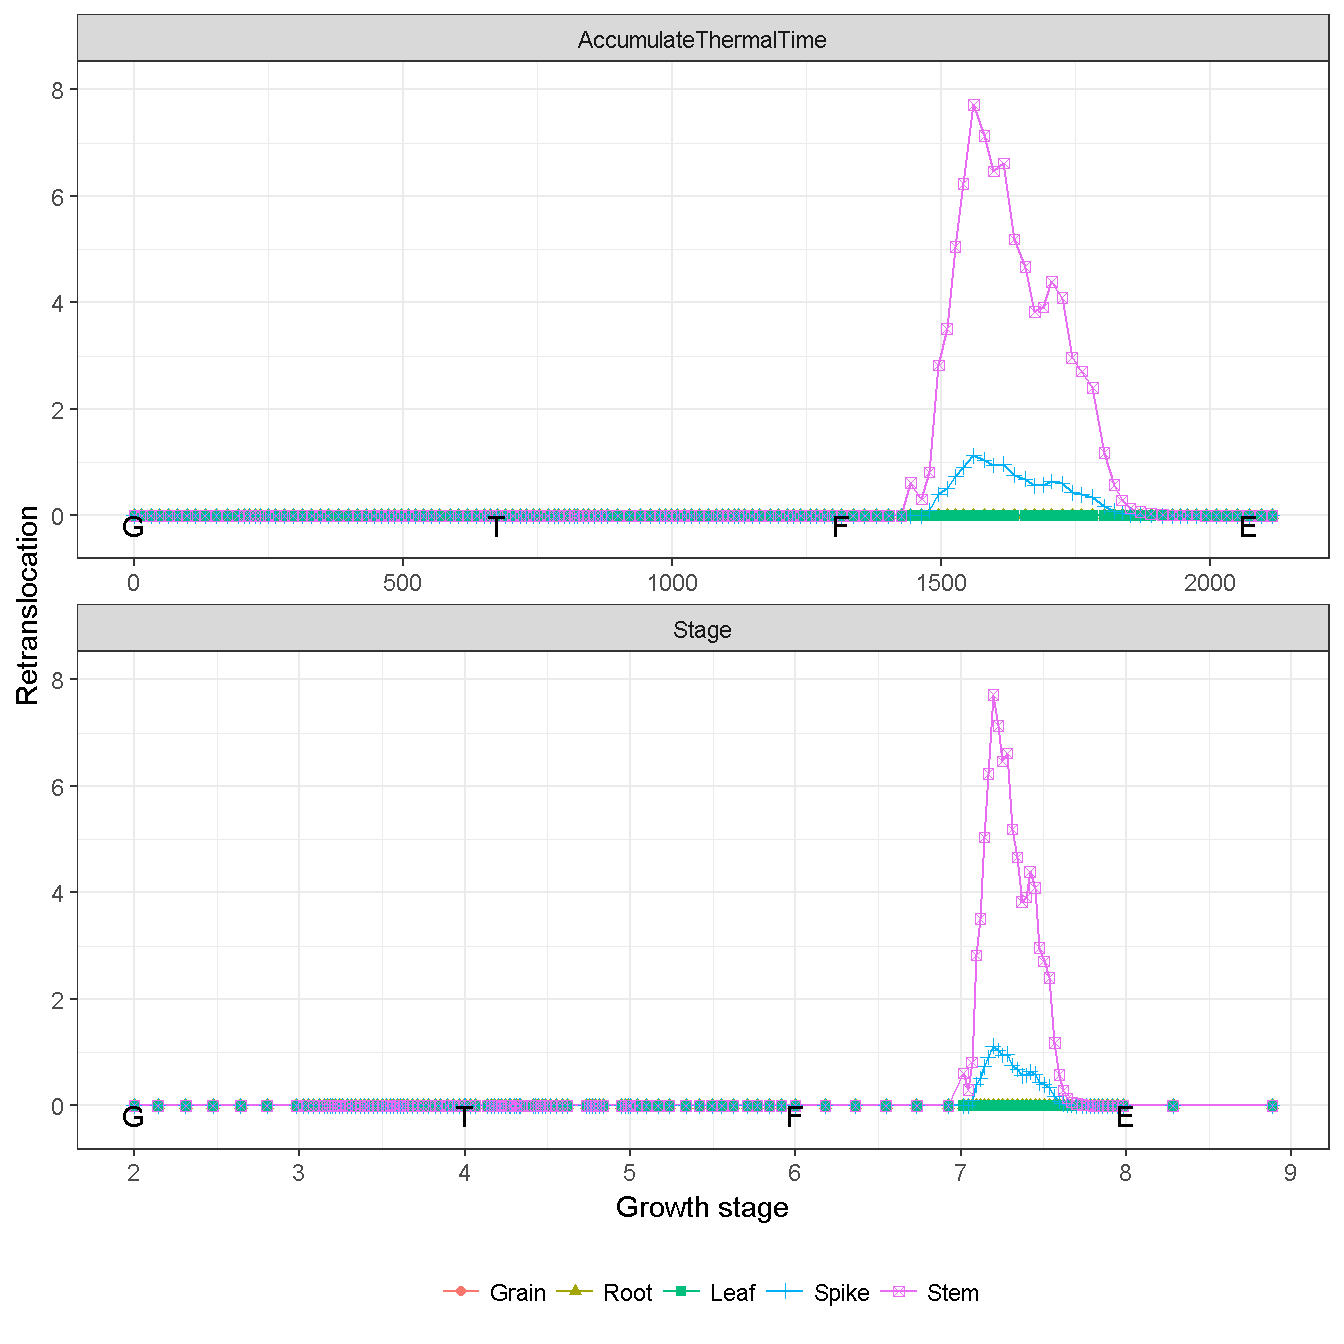 AccumulateThermalTime
8
6
4
2
0
G T F E
0 500 1000 1500 2000
Retranslocation
Stage
8
6
4
2
0
G T F E
2 3 4 5 6 7 8 9
Growth stage
Grain Root Leaf Spike Stem